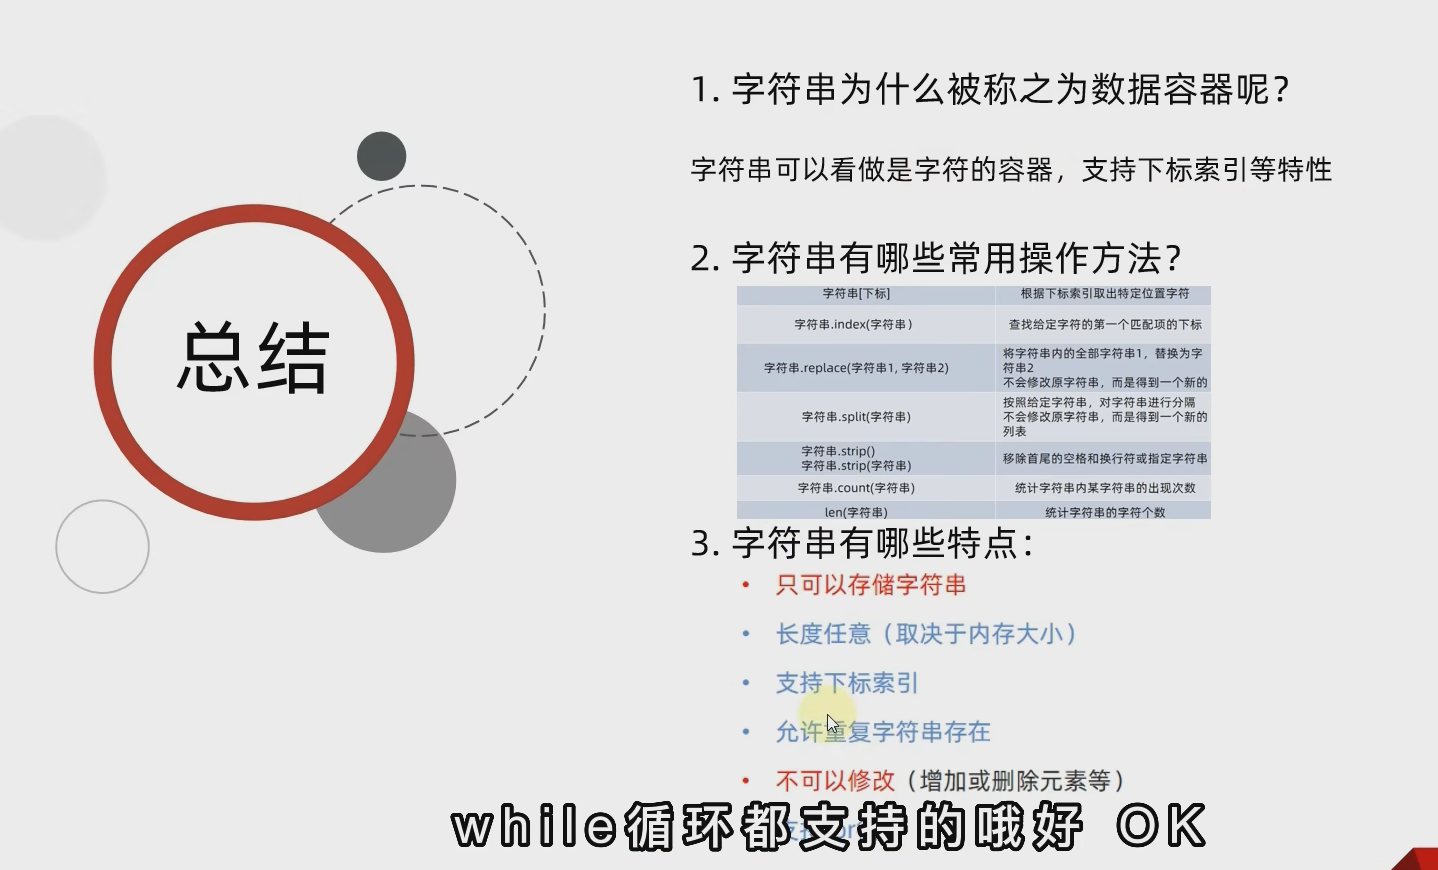 总结
1. 字符串为什么被称之为数据容器呢？
字符串可以看做是字符的容器，支持下标索引等特性
2. 字符串有哪些常用操作方法？
字符串[下标]
根据下标索引取出特定位置字符
字符串.index(字符串)
查找给定字符的第一个匹配项的下标
字符串.replace(字符串1, 字符串2)
将字符串内的全部字符串1，替换为字
符串2
不会修改原字符串，而是得到一个新的
字符串.split(字符串)
按照给定字符串，对字符串进行分隔
不会修改原字符串，而是得到一个新的
列表
字符串.strip()
字符串.strip(字符串)
移除首尾的空格和换行符或指定字符串
字符串.count(字符串)
统计字符串内某字符串的出现次数
len(字符串)
统计字符串的字符个数
3. 字符串有哪些特点：
• 只可以存储字符串
• 长度任意（取决于内存大小）
• 支持下标索引
• 允许重复字符串存在
• 不可以修改（增加或删除元素等）
while循环都支持的哦好 OK